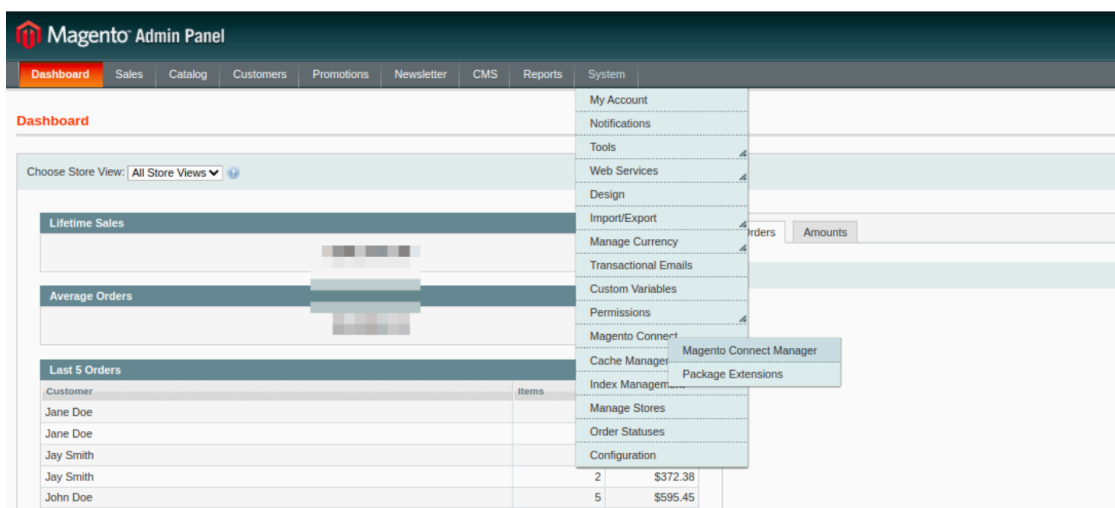 Magento Admin Panel
Dashboard Sales Catalog Customers Promotions Newsletter CMS Reports System
Dashboard
Choose Store View: All Store Views
Lifetime Sales
Average Orders
Last 5 Orders
Customer Items
Jane Doe
Jane Doe
Jay Smith
Jay Smith 2 $372.38
John Doe 5 $595.45
My Account
Notifications
Tools
Web Services
Design
Import/Export
Manage Currency
Transactional Emails
Custom Variables
Permissions
Magento Connect
Cache Manage
Index Management
Manage Stores
Order Statuses
Configuration
Magento Connect Manager
Package Extensions
rders Amounts